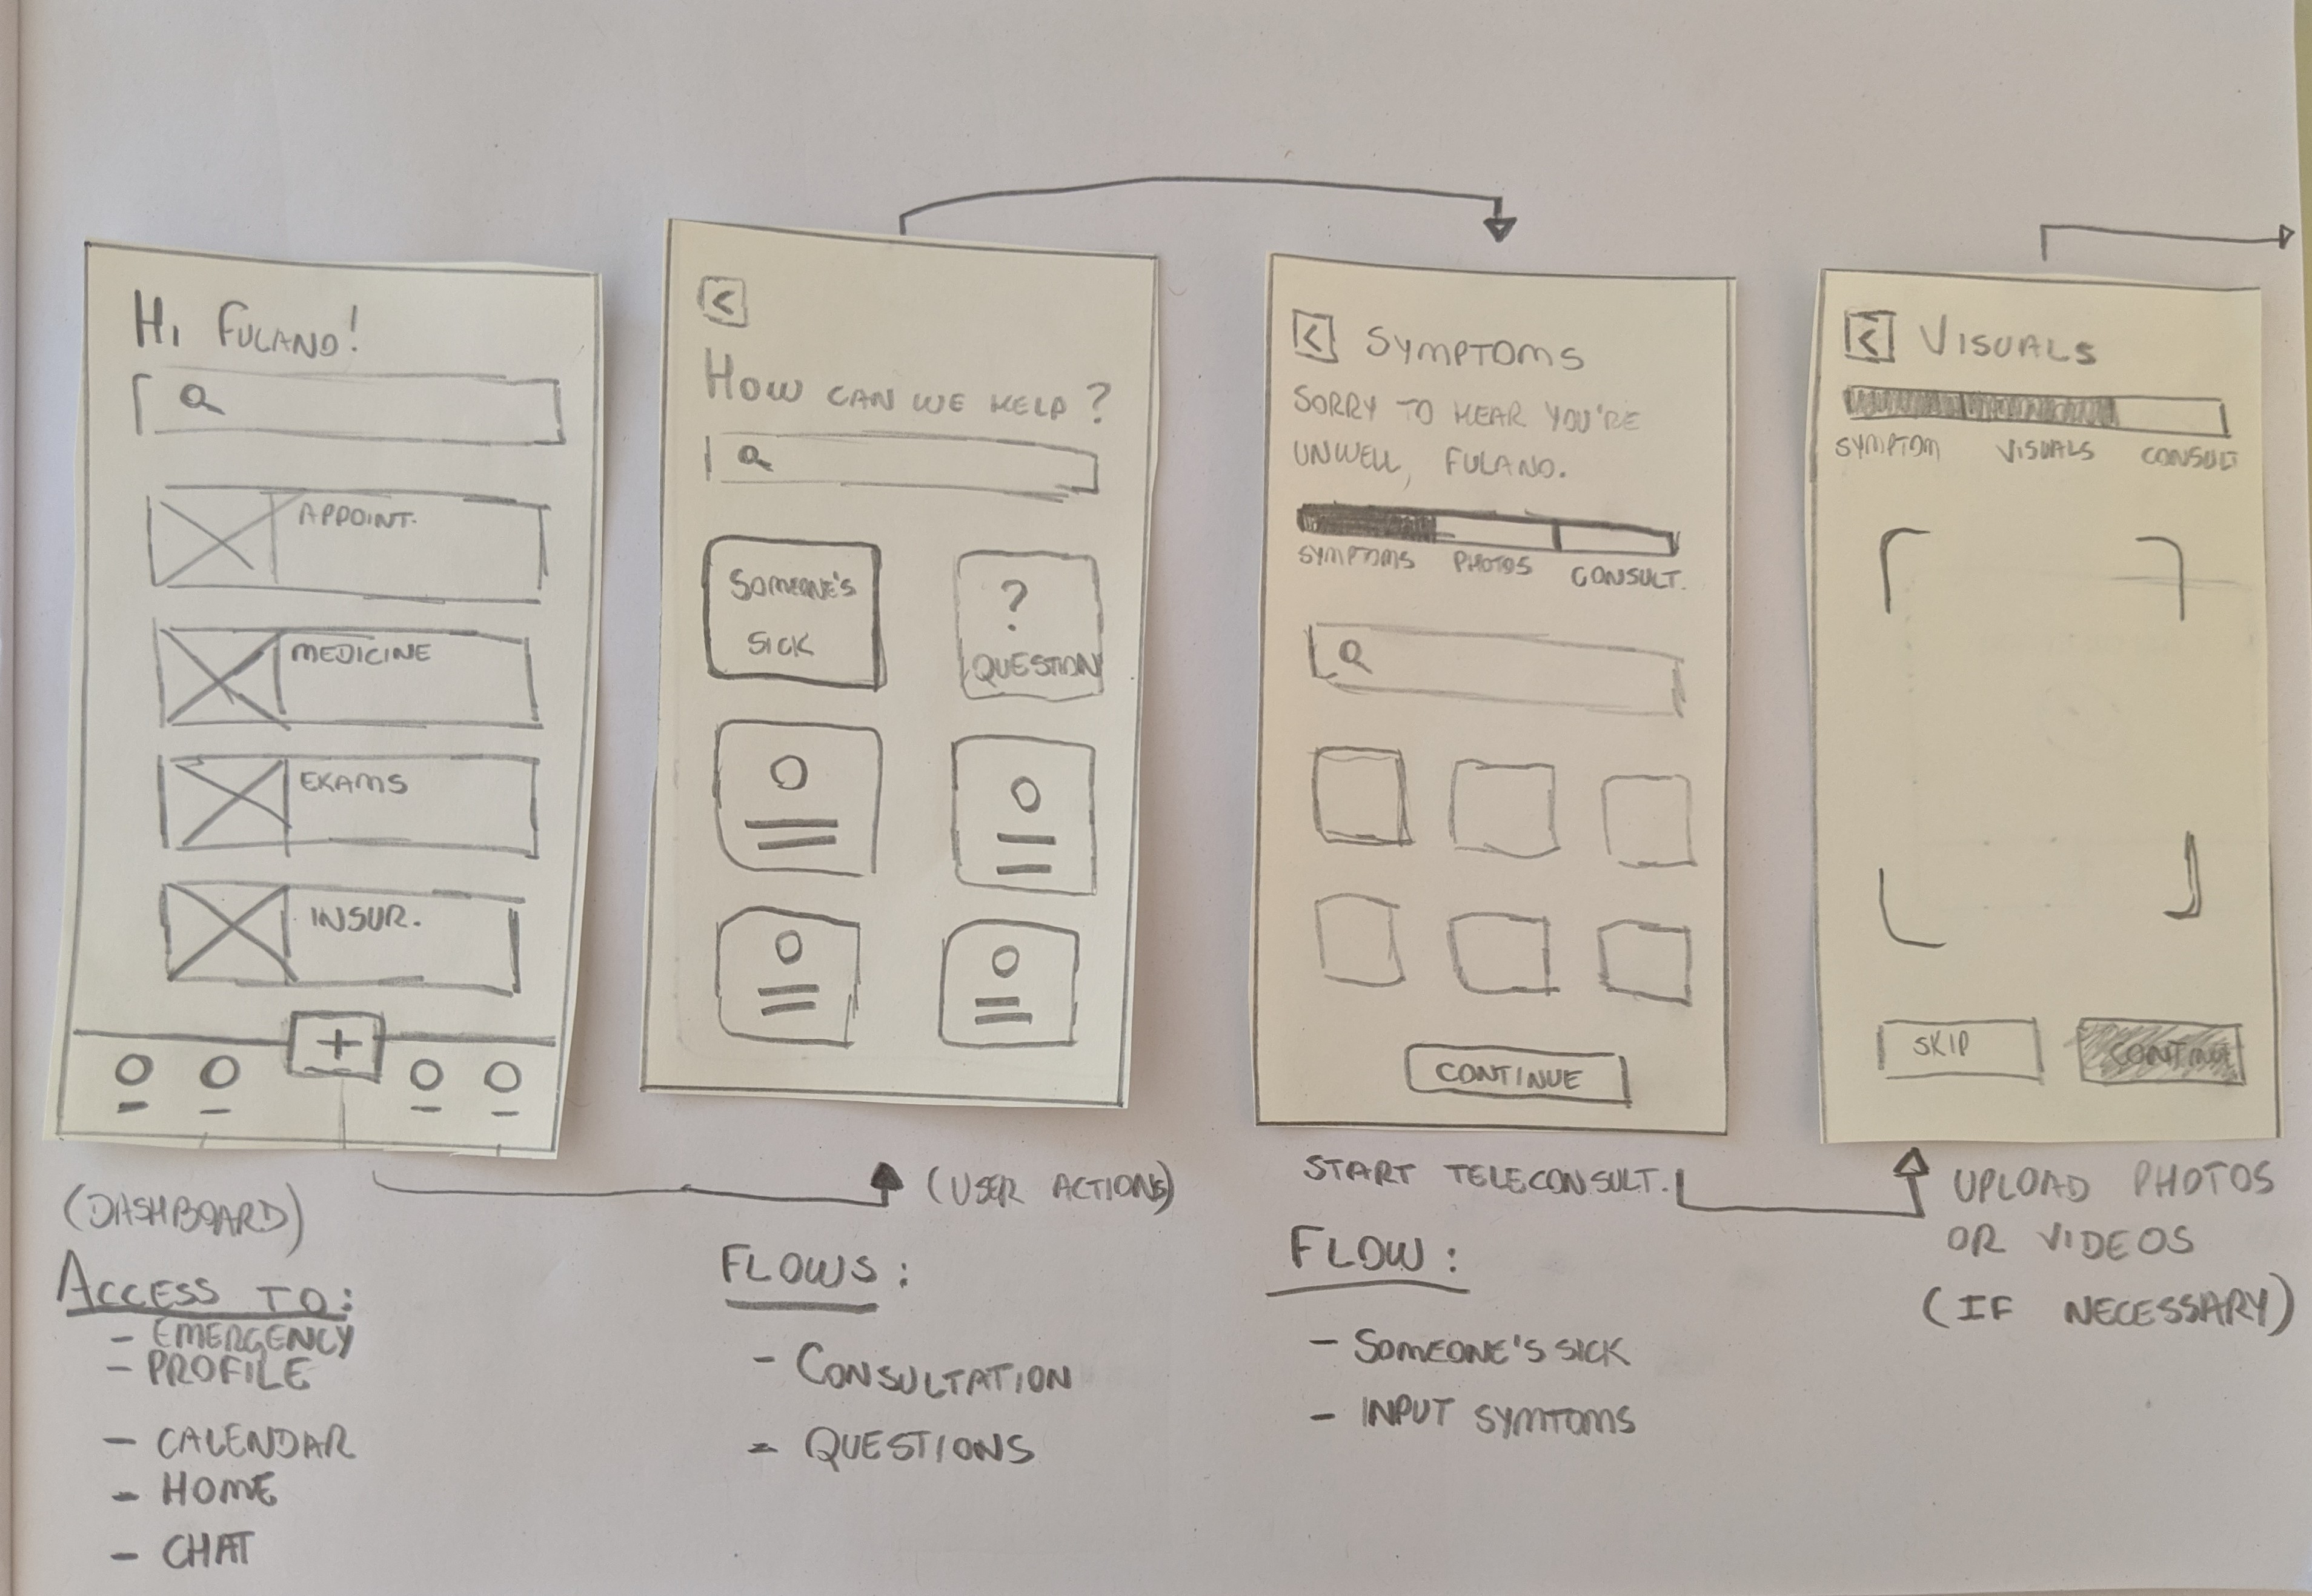 HI FULANO!
APPOINT.
MEDICINE
EXAMS
INSUR.
+
(DASHBOARD)
ACCESS TO:
- EMERGENCY
- PROFILE
- CALENDAR
- HOME
- CHAT
<
HOW CAN WE HELP?
SOMEONE'S
SICK
?
QUESTION
(USER ACTIONS)
FLOWS:
- CONSULTATION
- QUESTIONS
< SYMPTOMS
SORRY TO HEAR YOU'RE
UNWELL, FULANO.
SYMPTOMS PHOTOS CONSULT.
CONTINUE
START TELECONSULT.
FLOW:
- SOMEONE'S SICK
- INPUT SYMTOMS
< VISUALS
SYMPTOM VISUALS CONSULT
SKIP CONTINUE
UPLOAD PHOTOS
OR VIDEOS
(IF NECESSARY)